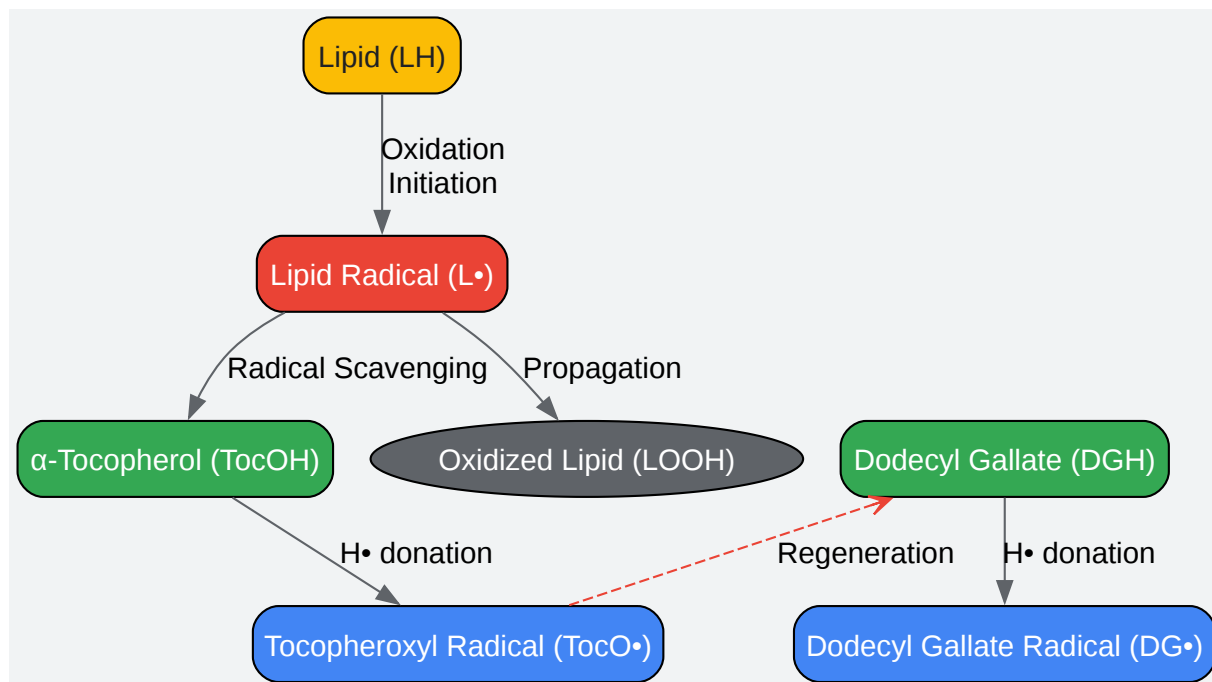 Lipid (LH)
Oxidation
Initiation
Lipid Radical (L•)
Radical Scavenging
Propagation
α-Tocopherol (TocOH)
Oxidized Lipid (LOOH)
Dodecyl Gallate (DGH)
H• donation
Regeneration
H• donation
Tocopheroxyl Radical (TocO•)
Dodecyl Gallate Radical (DG•)